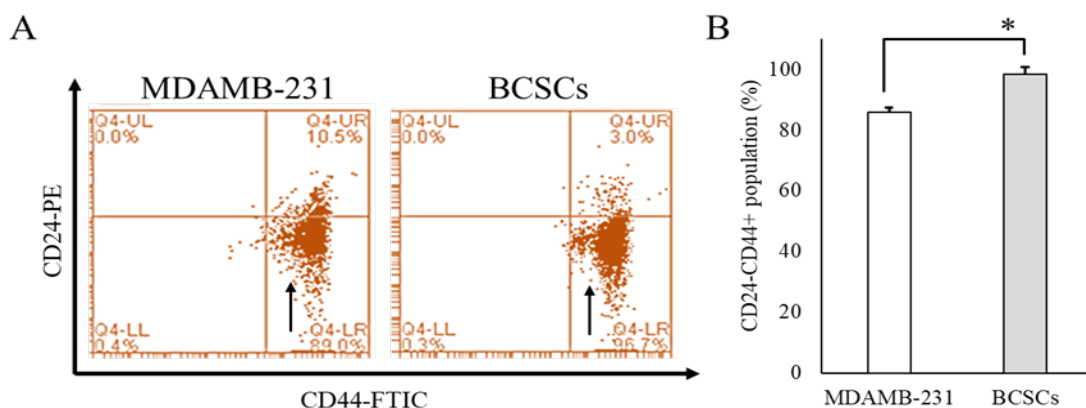 A
MDAMB-231
BCSCs
Q4-UL
0.0%
Q4-UR
10.5%
Q4-LL
0.4%
Q4-LR
89.0%
Q4-UL
0.0%
Q4-UR
3.0%
Q4-LL
0.3%
Q4-LR
96.7%
CD24-PE
CD44-FTIC
B
*
CD24-CD44+ population (%)
100
80
60
40
20
0
MDAMB-231
BCSCs